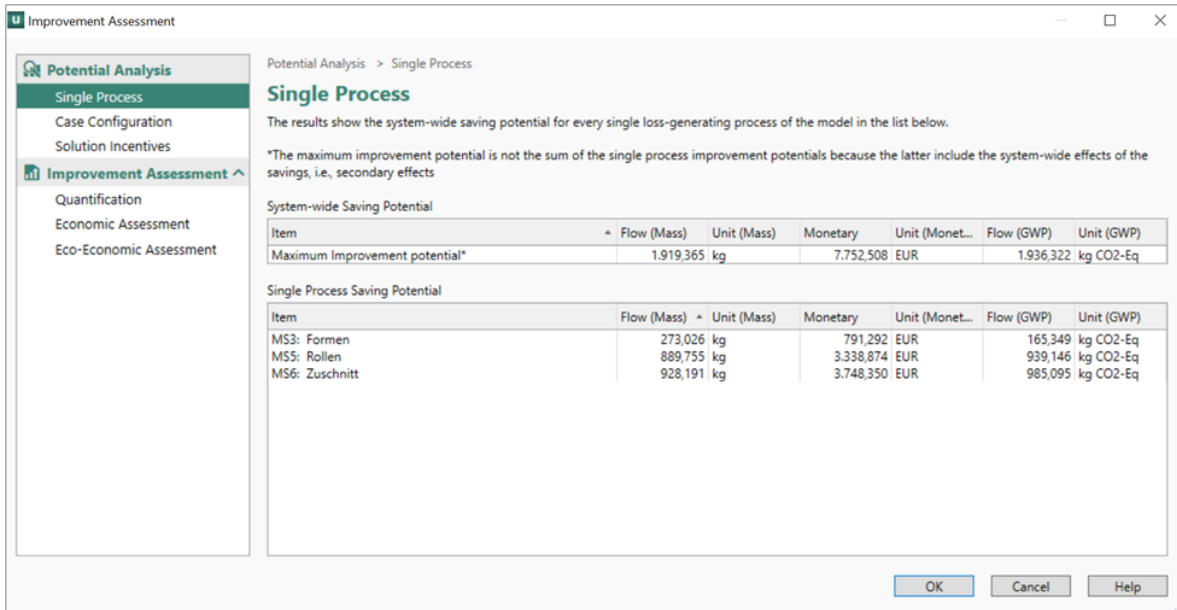 U Improvement Assessment
Potential Analysis
Single Process
Case Configuration
Solution Incentives
Improvement Assessment
Quantification
Economic Assessment
Eco-Economic Assessment
Potential Analysis > Single Process
Single Process
The results show the system-wide saving potential for every single loss-generating process of the model in the list below.
*The maximum improvement potential is not the sum of the single process improvement potentials because the latter include the system-wide effects of the
savings, i.e., secondary effects
System-wide Saving Potential
Item Flow (Mass) Unit (Mass) Monetary Unit (Monet... Flow (GWP) Unit (GWP)
Maximum Improvement potential* 1.919,365 kg 7.752,508 EUR 1.936,322 kg CO2-Eq
Single Process Saving Potential
Item Flow (Mass) Unit (Mass) Monetary Unit (Monet... Flow (GWP) Unit (GWP)
MS3: Formen 273,026 kg 791,292 EUR 165,349 kg CO2-Eq
MS5: Rollen 889,755 kg 3.338,874 EUR 939,146 kg CO2-Eq
MS6: Zuschnitt 928,191 kg 3.748,350 EUR 985,095 kg CO2-Eq
OK Cancel Help